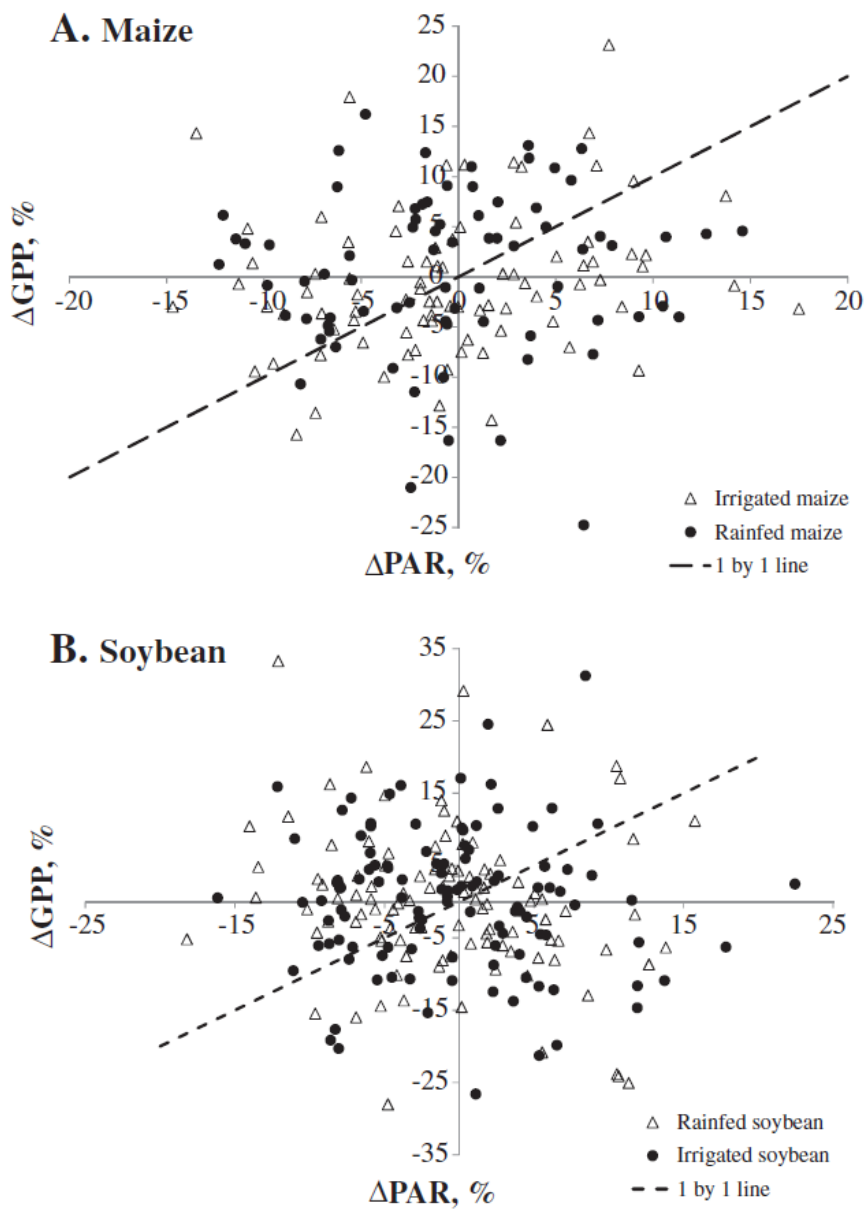 A. Maize
25
20
15
10
5
0
-20
-15
-10
-5
0
5
10
15
20
-5
-10
-15
-20
-25
ΔGPP, %
ΔPAR, %
Irrigated maize
Rainfed maize
1 by 1 line
B. Soybean
35
25
15
5
-25
-15
-5
5
15
25
-5
-15
-25
-35
ΔGPP, %
ΔPAR, %
Rainfed soybean
Irrigated soybean
1 by 1 line